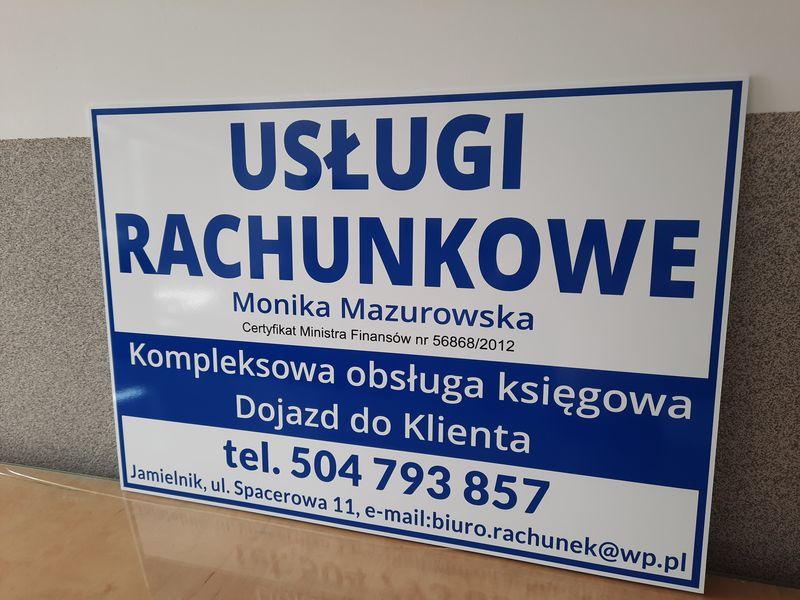 USŁUGI
RACHUNKOWE
Monika Mazurowska
Certyfikat Ministra Finansów nr 56868/2012
Kompleksowa obsługa księgowa
Dojazd do Klienta
tel. 504 793 857
Jamielnik, ul. Spacerowa 11, e-mail:biuro.rachunek@wp.pl